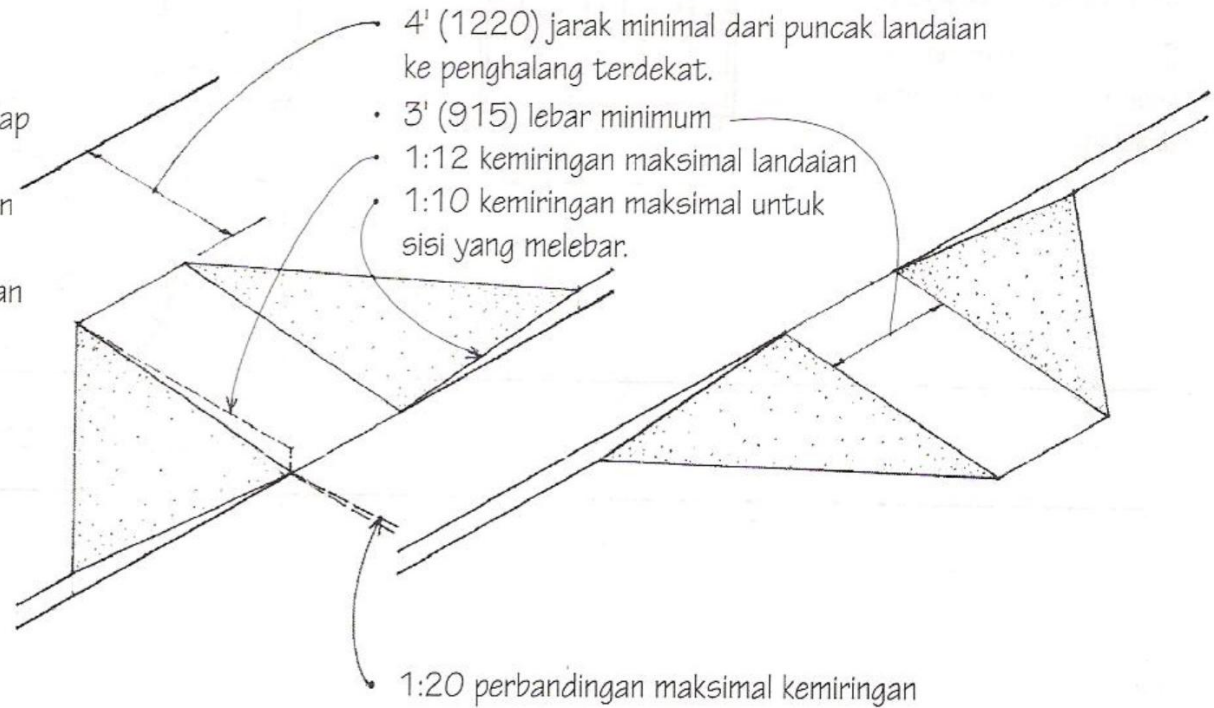 • 4' (1220) jarak minimal dari puncak landaian
ke penghalang terdekat.
• 3' (915) lebar minimum
• 1:12 kemiringan maksimal landaian
• 1:10 kemiringan maksimal untuk
sisi yang melebar.
• 1:20 perbandingan maksimal kemiringan